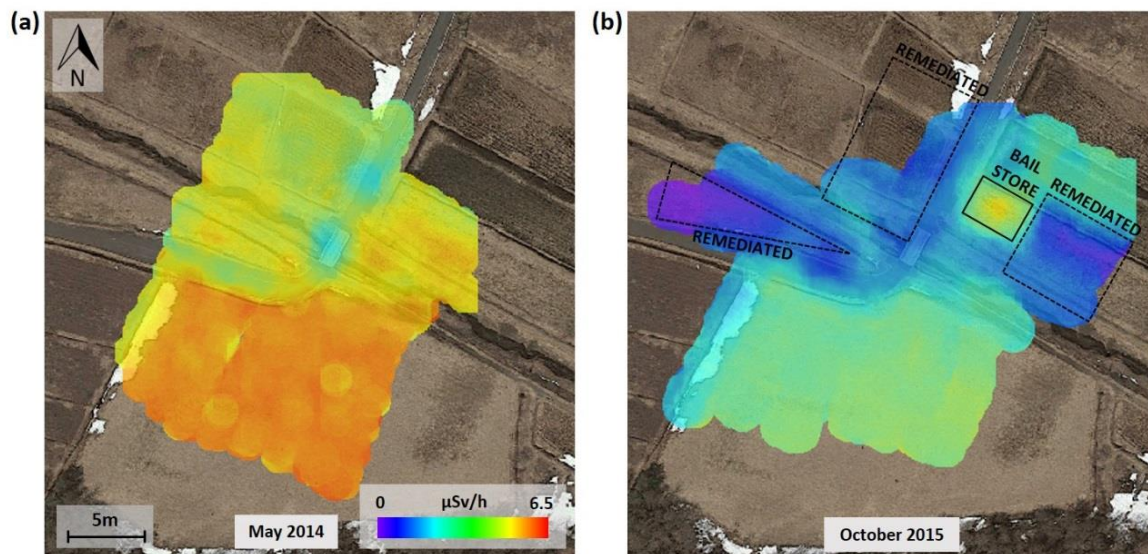 (a)
(b)
N
REMEDIATED
BAIL
STORE
REMEDIATED
REMEDIATED
0 µSv/h 6.5
5m
May 2014
October 2015